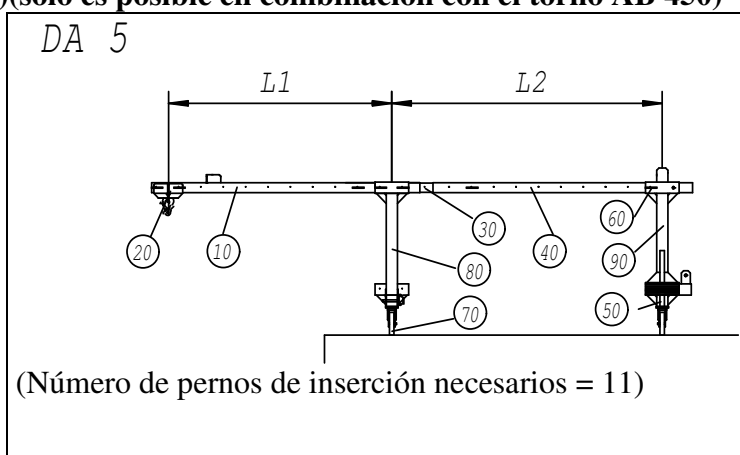 )(sólo es posible en combinación con el torno AB 450)
DA 5
L1 L2
20 10 30 40 60
80 90
70 50
(Número de pernos de inserción necesarios = 11)